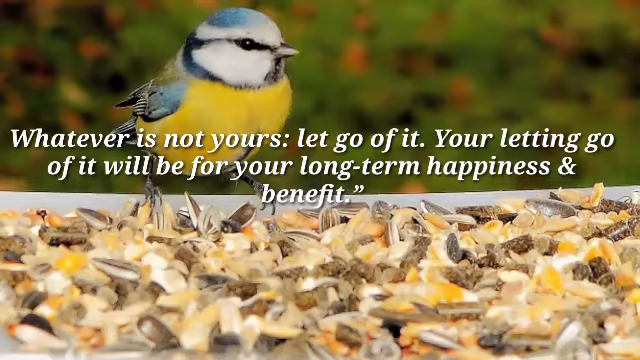 Whatever is not yours: let go of it. Your letting go
of it will be for your long-term happiness &
benefit.”